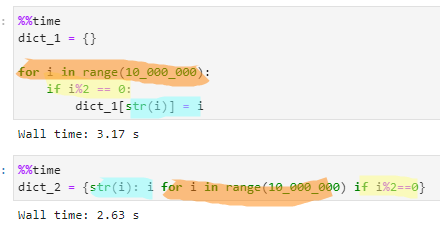 : %%time
dict_1 = {}
for i in range(10_000_000):
if i%2 == 0:
dict_1[str(i)] = i
Wall time: 3.17 s
: %%time
dict_2 = {str(i): i for i in range(10_000_000) if i%2==0}
Wall time: 2.63 s